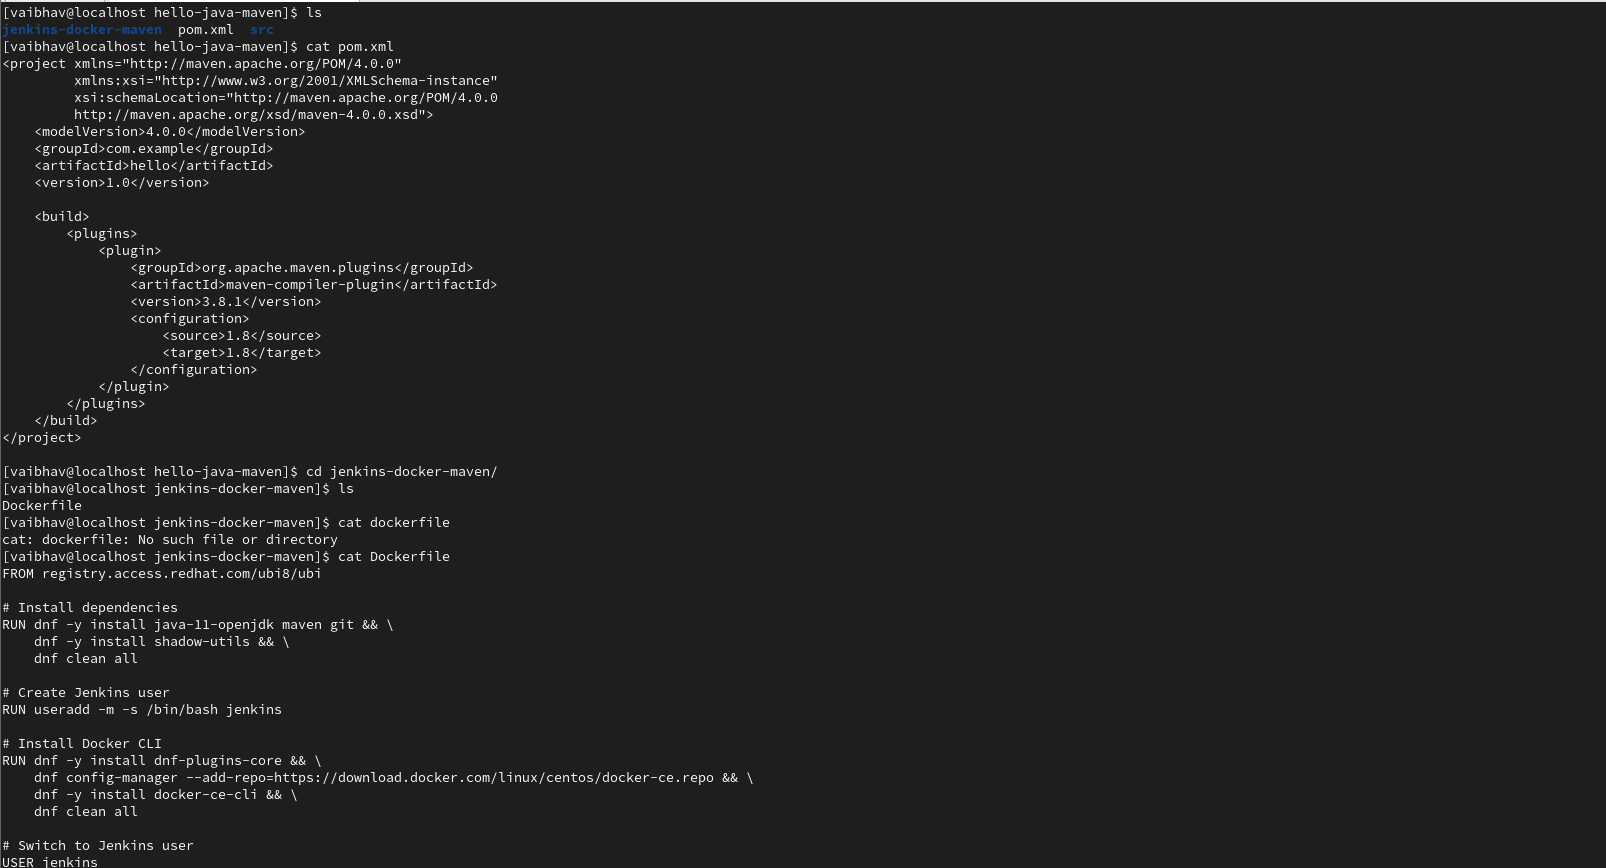 [vaibhav@localhost hello-java-maven]$ ls
jenkins-docker-maven  pom.xml  src
[vaibhav@localhost hello-java-maven]$ cat pom.xml
<project xmlns="http://maven.apache.org/POM/4.0.0"
         xmlns:xsi="http://www.w3.org/2001/XMLSchema-instance"
         xsi:schemaLocation="http://maven.apache.org/POM/4.0.0
         http://maven.apache.org/xsd/maven-4.0.0.xsd">
    <modelVersion>4.0.0</modelVersion>
    <groupId>com.example</groupId>
    <artifactId>hello</artifactId>
    <version>1.0</version>

    <build>
        <plugins>
            <plugin>
                <groupId>org.apache.maven.plugins</groupId>
                <artifactId>maven-compiler-plugin</artifactId>
                <version>3.8.1</version>
                <configuration>
                    <source>1.8</source>
                    <target>1.8</target>
                </configuration>
            </plugin>
        </plugins>
    </build>
</project>

[vaibhav@localhost hello-java-maven]$ cd jenkins-docker-maven/
[vaibhav@localhost jenkins-docker-maven]$ ls
Dockerfile
[vaibhav@localhost jenkins-docker-maven]$ cat dockerfile
cat: dockerfile: No such file or directory
[vaibhav@localhost jenkins-docker-maven]$ cat Dockerfile
FROM registry.access.redhat.com/ubi8/ubi

# Install dependencies
RUN dnf -y install java-11-openjdk maven git && \
    dnf -y install shadow-utils && \
    dnf clean all

# Create Jenkins user
RUN useradd -m -s /bin/bash jenkins

# Install Docker CLI
RUN dnf -y install dnf-plugins-core && \
    dnf config-manager --add-repo=https://download.docker.com/linux/centos/docker-ce.repo && \
    dnf -y install docker-ce-cli && \
    dnf clean all

# Switch to Jenkins user
USER jenkins